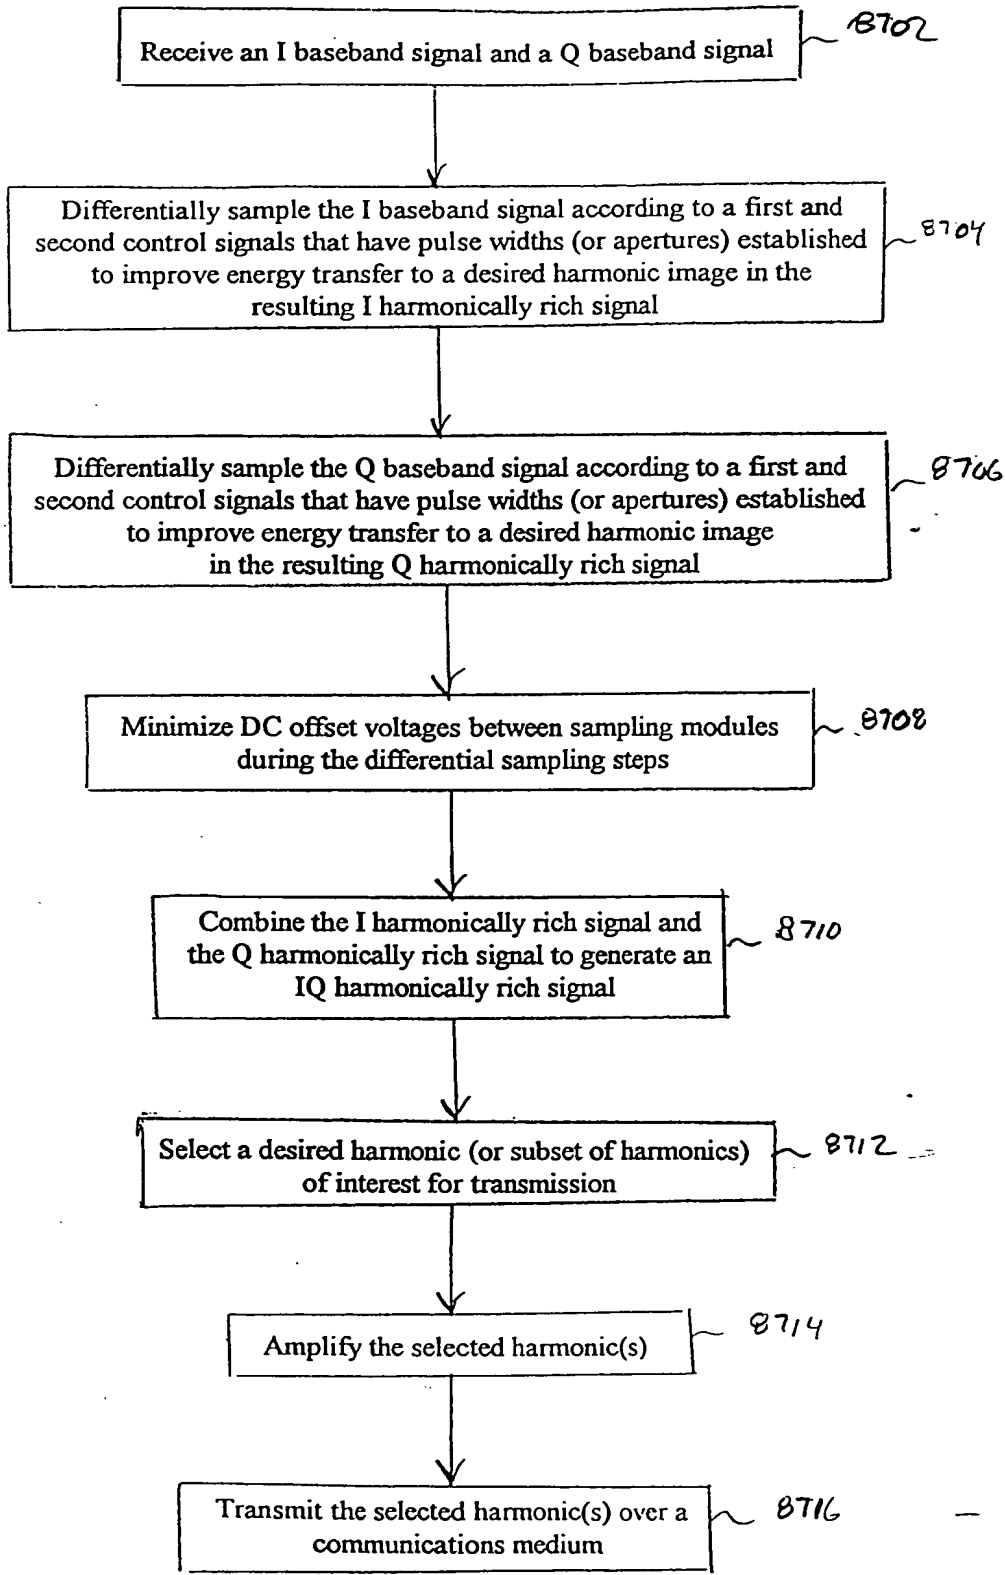 Receive an I baseband signal and a Q baseband signal
8702
Differentially sample the I baseband signal according to a first and
second control signals that have pulse widths (or apertures) established
to improve energy transfer to a desired harmonic image in the
resulting I harmonically rich signal
8704
Differentially sample the Q baseband signal according to a first and
second control signals that have pulse widths (or apertures) established
to improve energy transfer to a desired harmonic image
in the resulting Q harmonically rich signal
8706
Minimize DC offset voltages between sampling modules
during the differential sampling steps
8708
Combine the I harmonically rich signal and
the Q harmonically rich signal to generate an
IQ harmonically rich signal
8710
Select a desired harmonic (or subset of harmonics)
of interest for transmission
8712
Amplify the selected harmonic(s)
8714
Transmit the selected harmonic(s) over a
communications medium
8716